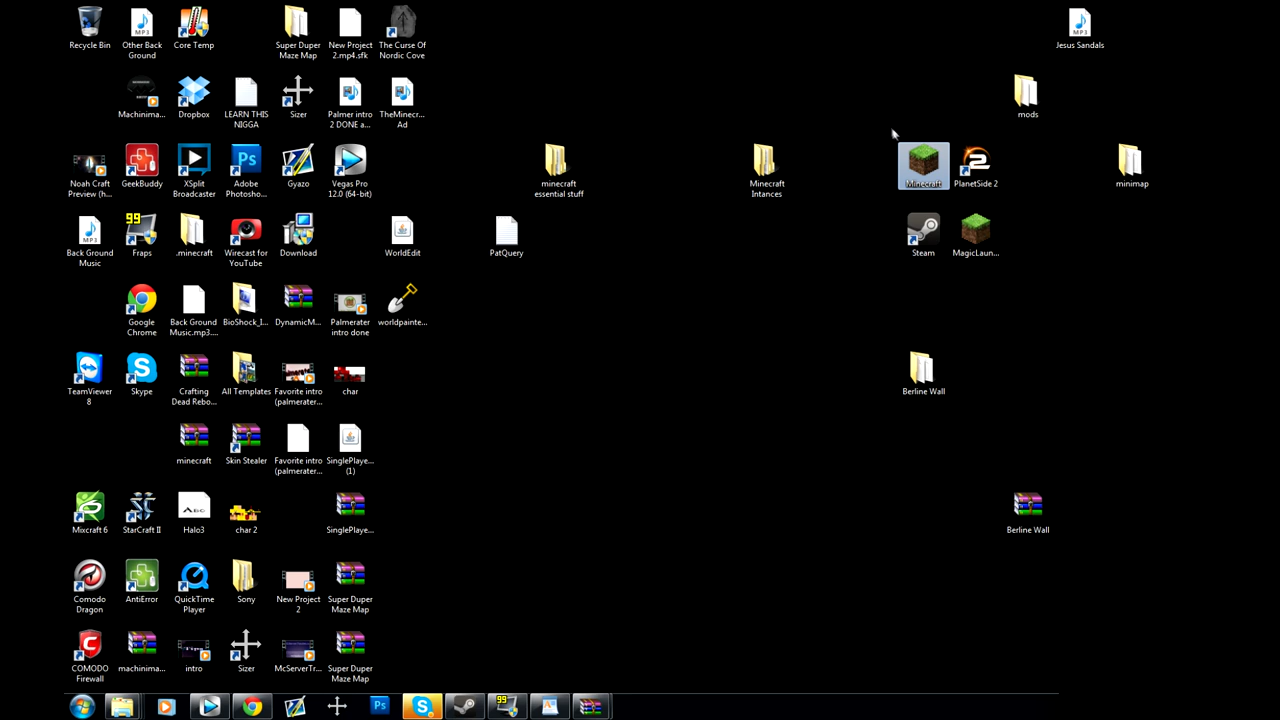 Recycle Bin
Other Back
Ground
Core Temp
Super Duper
Maze Map
New Project
2.mp4.sfk
The Curse Of
Nordic Cove
MP3
Jesus Sandals
Machinima...
Dropbox
LEARN THIS
NIGGA
Sizer
Palmer intro
2 DONE a...
TheMinecr...
Ad
mods
Noah Craft
Preview (h...
GeekBuddy
XSplit
Broadcaster
Adobe
Photosho...
Gyazo
Vegas Pro
12.0 (64-bit)
minecraft
essential stuff
Minecraft
Intances
Minecraft
PlanetSide 2
minimap
Back Ground
Music
Fraps
.minecraft
Wirecast for
YouTube
Download
WorldEdit
PatQuery
Steam
MagicLaun...
Google
Chrome
Back Ground
Music.mp3....
BioShock_I...
DynamicM...
Palmerater
intro done
worldpainte...
TeamViewer
8
Skype
Crafting
Dead Rebo...
All Templates
Favorite intro
(palmerater...
char
Berline Wall
minecraft
Skin Stealer
Favorite intro
(palmerater...
SinglePlaye...
(1)
Mixcraft 6
StarCraft II
Halo3
char 2
SinglePlaye...
Berline Wall
Comodo
Dragon
AntiError
QuickTime
Player
Sony
New Project
2
Super Duper
Maze Map
COMODO
Firewall
machinima...
intro
Sizer
McServerTr...
Super Duper
Maze Map